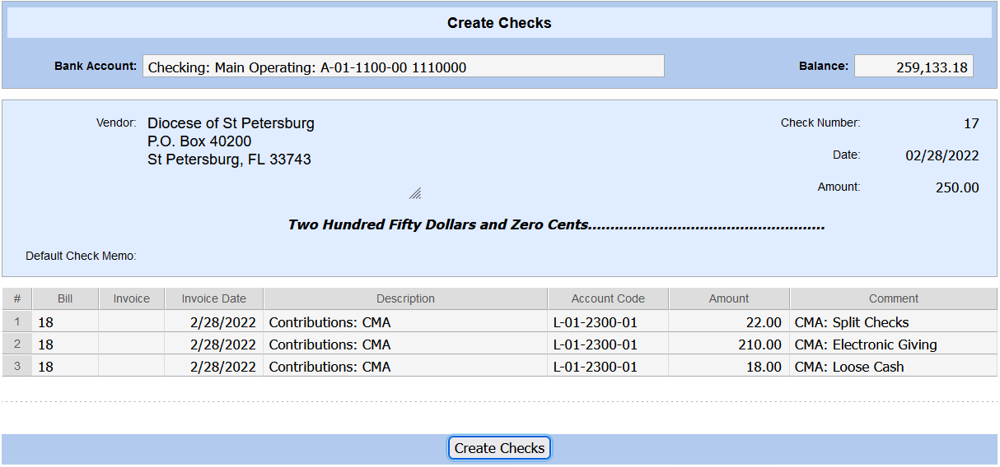 Create Checks
Bank Account: Checking: Main Operating: A-01-1100-00 1110000 Balance: 259,133.18
Vendor: Diocese of St Petersburg Check Number: 17
P.O. Box 40200
St Petersburg, FL 33743 Date: 02/28/2022
Amount: 250.00
Two Hundred Fifty Dollars and Zero Cents......................................................
Default Check Memo:
# Bill Invoice Invoice Date Description Account Code Amount Comment
1 18 2/28/2022 Contributions: CMA L-01-2300-01 22.00 CMA: Split Checks
2 18 2/28/2022 Contributions: CMA L-01-2300-01 210.00 CMA: Electronic Giving
3 18 2/28/2022 Contributions: CMA L-01-2300-01 18.00 CMA: Loose Cash
Create Checks